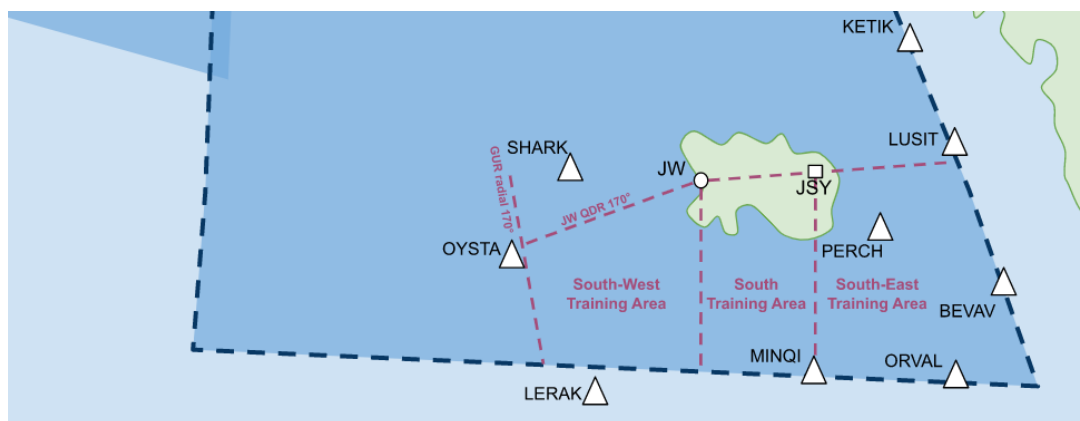 KETIK
LUSIT
SHARK
JW
JSY
GUR radial 170°
JW QDR 170°
OYSTA
PERCH
South-West
Training Area
South
Training Area
South-East
Training Area
BEVAV
MINQI
ORVAL
LERAK